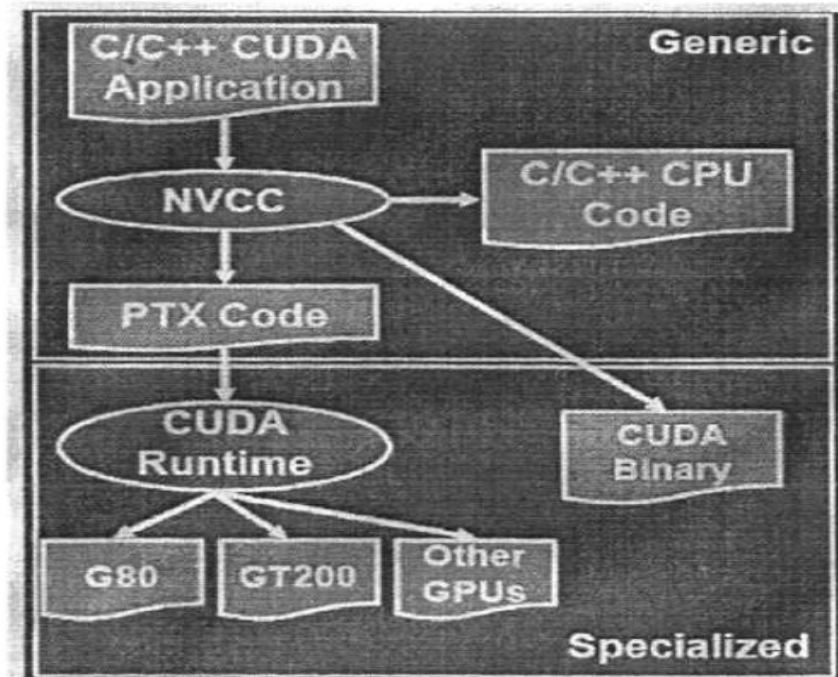 C/C++ CUDA
Application
Generic
NVCC
C/C++ CPU
Code
PTX Code
CUDA
Runtime
CUDA
Binary
G80
GT200
Other
GPUs
Specialized